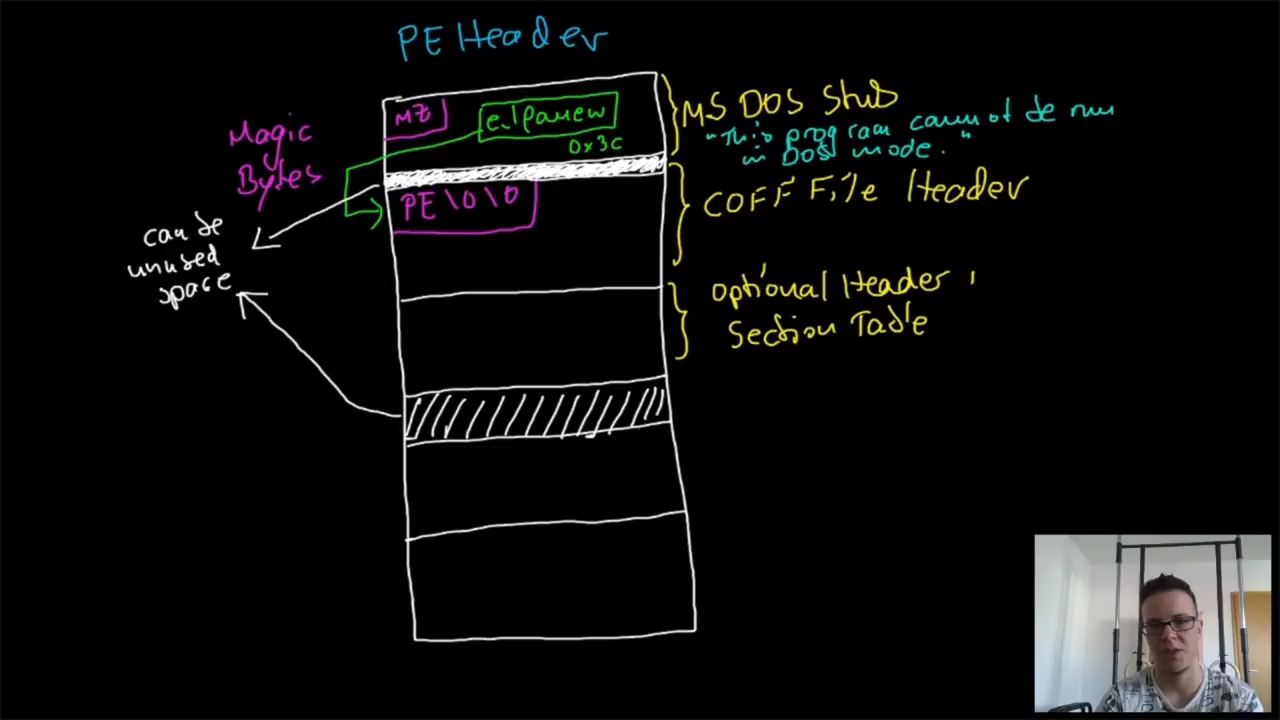 PE Header
MZ
e_lfanew
0x3C
MS DOS Stub
"This program cannot be run
in DOS mode."
Magic
Bytes
PE\0\0
COFF File Header
can be
unused
space
Optional Header,
Section Table